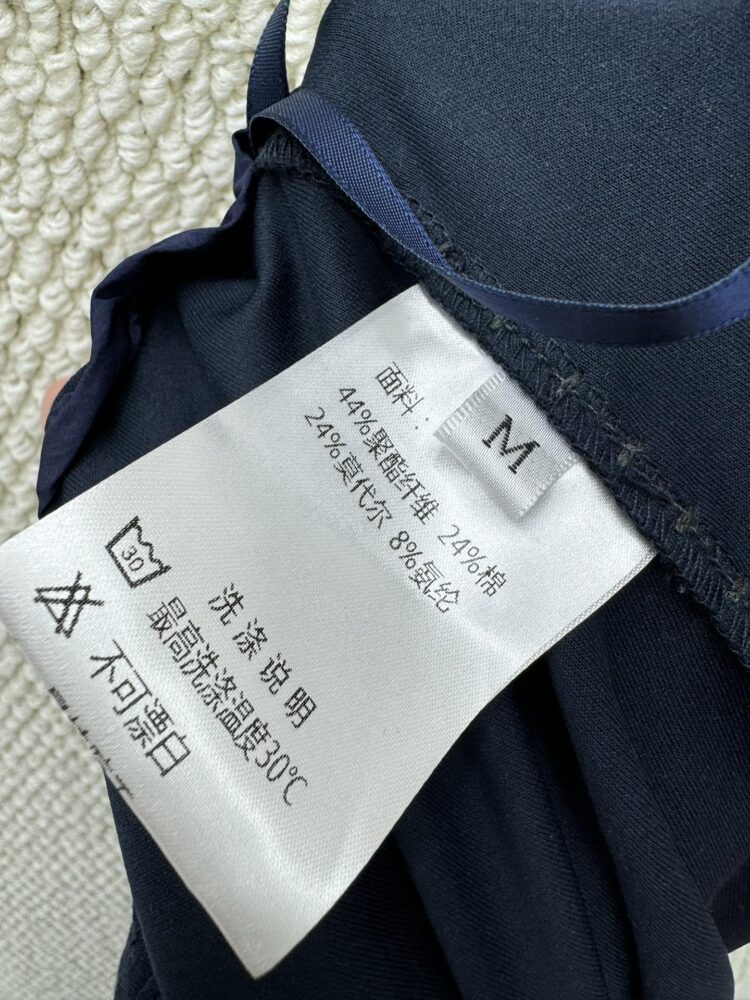 M
面料：
44%聚酯纤维 24%棉
24%莫代尔 8%氨纶
洗涤说明
30
最高洗涤温度30℃
不可漂白